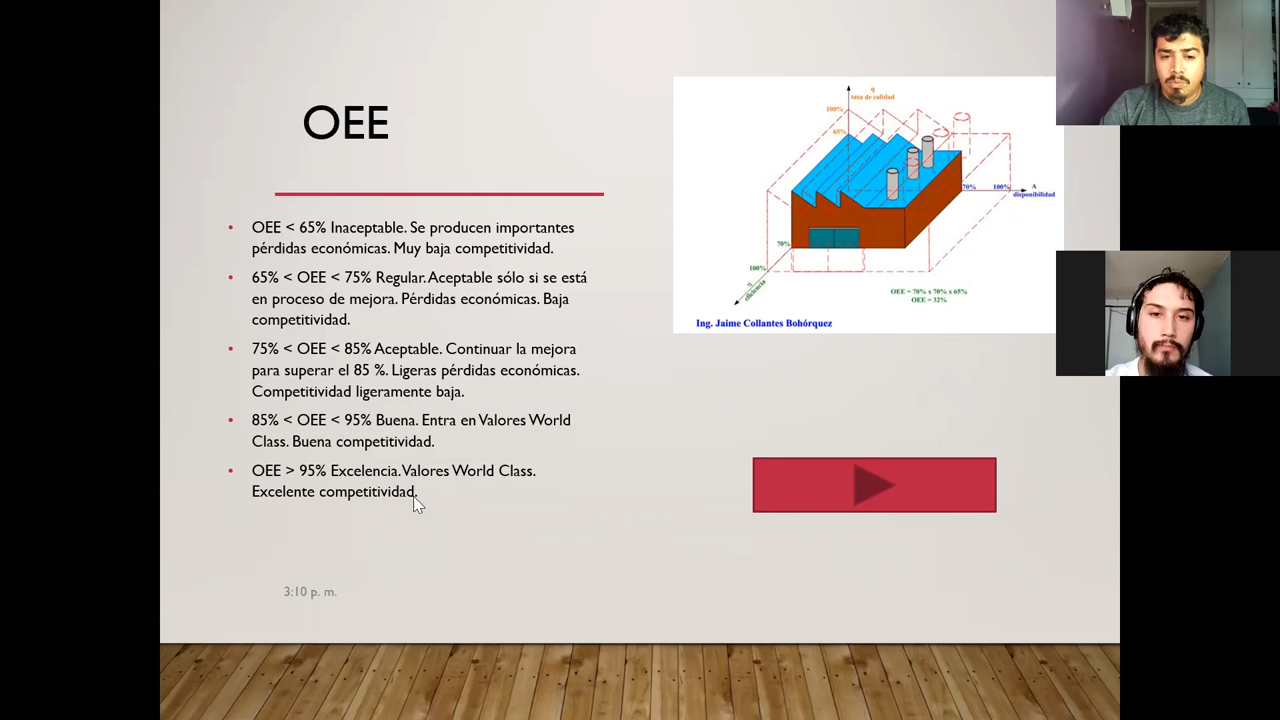 OEE
• OEE < 65% Inaceptable. Se producen importantes
pérdidas económicas. Muy baja competitividad.
• 65% < OEE < 75% Regular. Aceptable sólo si se está
en proceso de mejora. Pérdidas económicas. Baja
competitividad.
• 75% < OEE < 85% Aceptable. Continuar la mejora
para superar el 85 %. Ligeras pérdidas económicas.
Competitividad ligeramente baja.
• 85% < OEE < 95% Buena. Entra en Valores World
Class. Buena competitividad.
• OEE > 95% Excelencia. Valores World Class.
Excelente competitividad.
3:10 p. m.
q
tasa de calidad
100%
65%
70%
100%
A
disponibilidad
70%
100%
η
eficiencia
OEE = 70% x 70% x 65%
OEE = 32%
Ing. Jaime Collantes Bohórquez